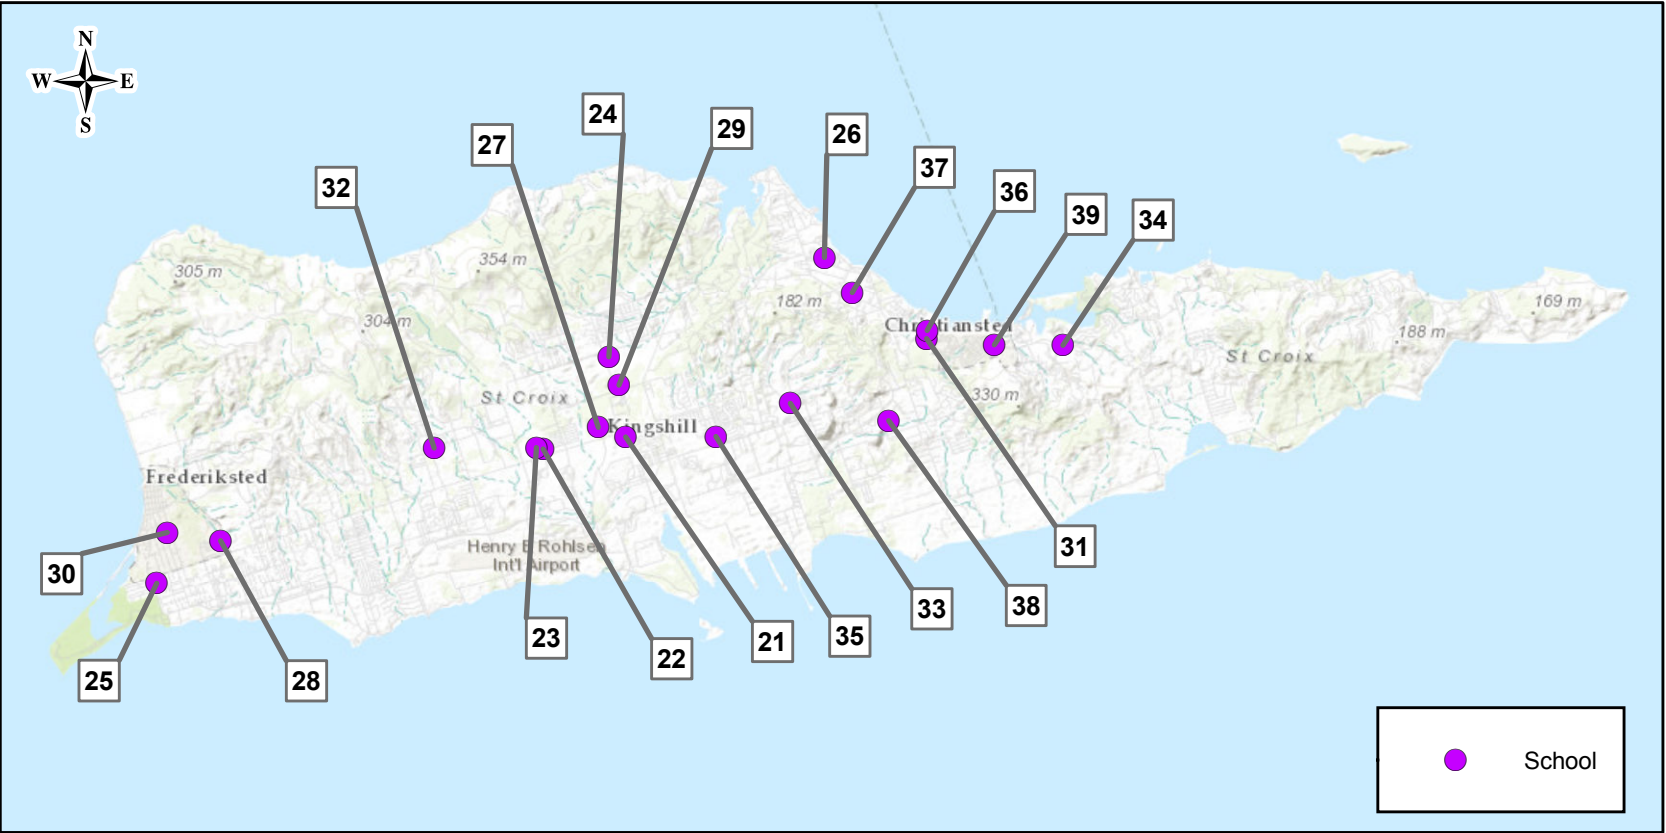 N
W E
S
24
29
26
27
37
32
36
39
34
305 m
354 m
304 m
182 m
169 m
188 m
Christiansted
St Croix
St Croix
330 m
Kingshill
Frederiksted
Henry E Rohlsen
Int'l Airport
30
31
25
28
23
22
21
35
33
38
School